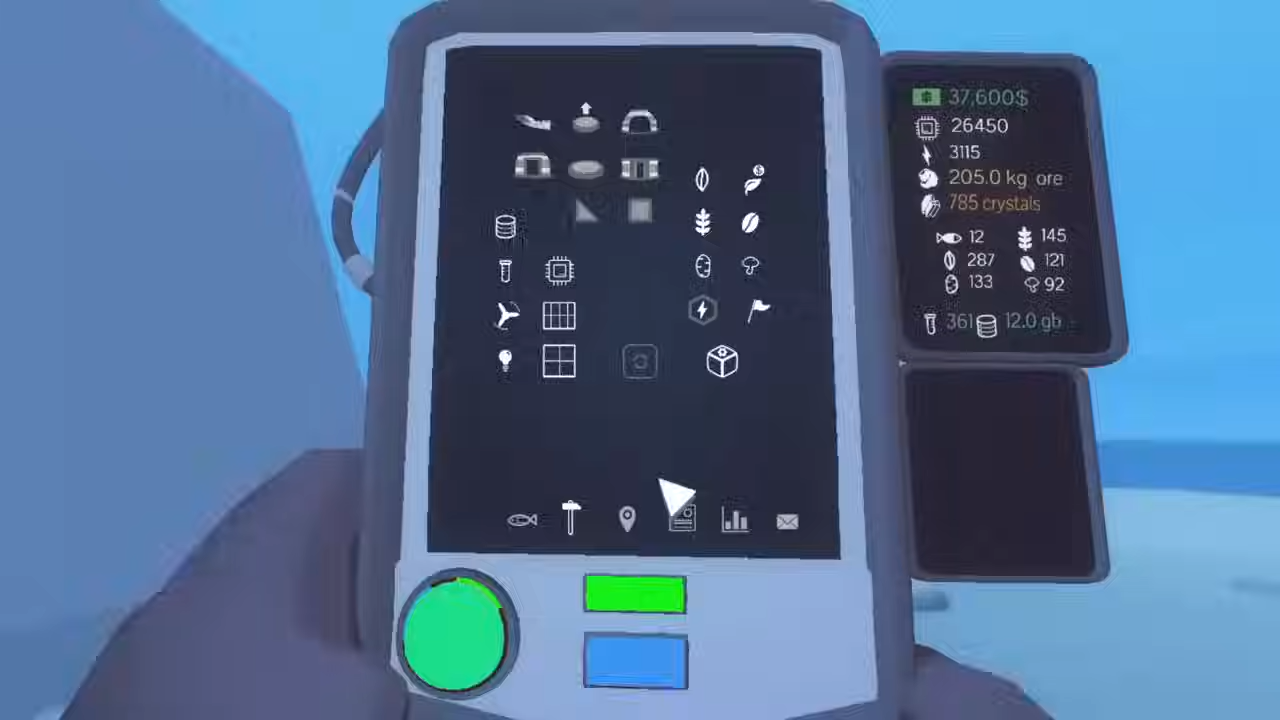 37,600$
26450
3115
205.0 kg ore
785 crystals
12 145
287 121
133 92
361 12.0 gb